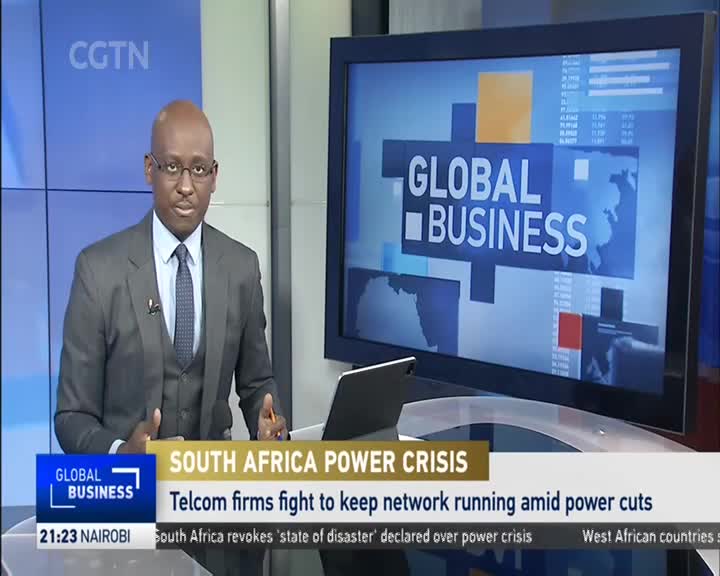 CGTN
GLOBAL
BUSINESS
SOUTH AFRICA POWER CRISIS
GLOBAL
BUSINESS
Telcom firms fight to keep network running amid power cuts
21:23 NAIROBI
South Africa revokes 'state of disaster' declared over power crisis
West African countries s